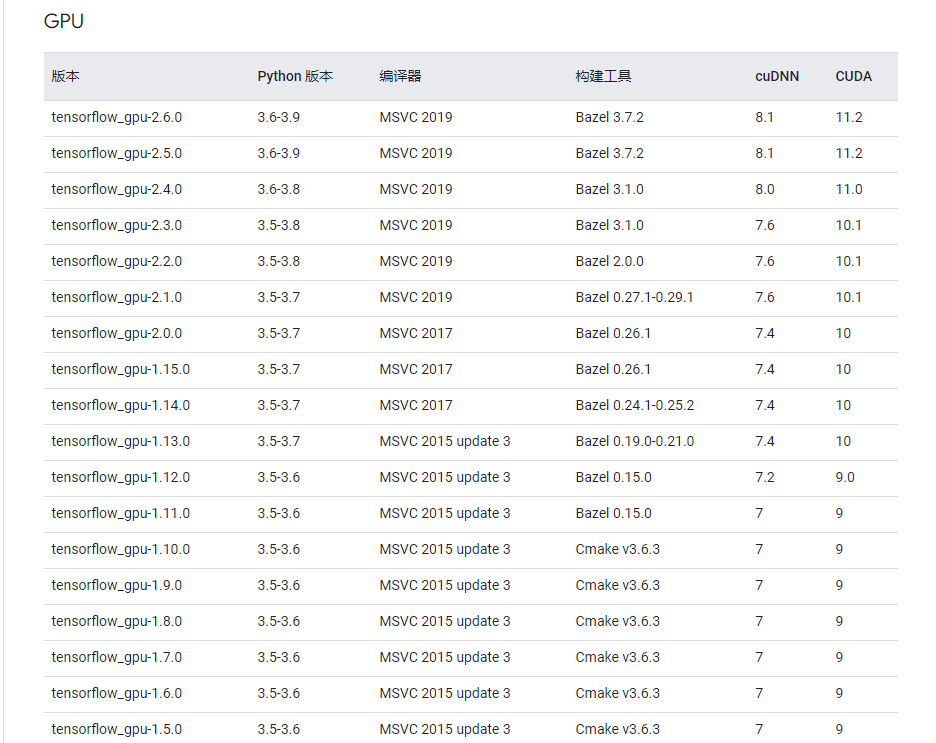 GPU
版本 Python 版本 编译器 构建工具 cuDNN CUDA
tensorflow_gpu-2.6.0 3.6-3.9 MSVC 2019 Bazel 3.7.2 8.1 11.2
tensorflow_gpu-2.5.0 3.6-3.9 MSVC 2019 Bazel 3.7.2 8.1 11.2
tensorflow_gpu-2.4.0 3.6-3.8 MSVC 2019 Bazel 3.1.0 8.0 11.0
tensorflow_gpu-2.3.0 3.5-3.8 MSVC 2019 Bazel 3.1.0 7.6 10.1
tensorflow_gpu-2.2.0 3.5-3.8 MSVC 2019 Bazel 2.0.0 7.6 10.1
tensorflow_gpu-2.1.0 3.5-3.7 MSVC 2019 Bazel 0.27.1-0.29.1 7.6 10.1
tensorflow_gpu-2.0.0 3.5-3.7 MSVC 2017 Bazel 0.26.1 7.4 10
tensorflow_gpu-1.15.0 3.5-3.7 MSVC 2017 Bazel 0.26.1 7.4 10
tensorflow_gpu-1.14.0 3.5-3.7 MSVC 2017 Bazel 0.24.1-0.25.2 7.4 10
tensorflow_gpu-1.13.0 3.5-3.7 MSVC 2015 update 3 Bazel 0.19.0-0.21.0 7.4 10
tensorflow_gpu-1.12.0 3.5-3.6 MSVC 2015 update 3 Bazel 0.15.0 7.2 9.0
tensorflow_gpu-1.11.0 3.5-3.6 MSVC 2015 update 3 Bazel 0.15.0 7 9
tensorflow_gpu-1.10.0 3.5-3.6 MSVC 2015 update 3 Cmake v3.6.3 7 9
tensorflow_gpu-1.9.0 3.5-3.6 MSVC 2015 update 3 Cmake v3.6.3 7 9
tensorflow_gpu-1.8.0 3.5-3.6 MSVC 2015 update 3 Cmake v3.6.3 7 9
tensorflow_gpu-1.7.0 3.5-3.6 MSVC 2015 update 3 Cmake v3.6.3 7 9
tensorflow_gpu-1.6.0 3.5-3.6 MSVC 2015 update 3 Cmake v3.6.3 7 9
tensorflow_gpu-1.5.0 3.5-3.6 MSVC 2015 update 3 Cmake v3.6.3 7 9